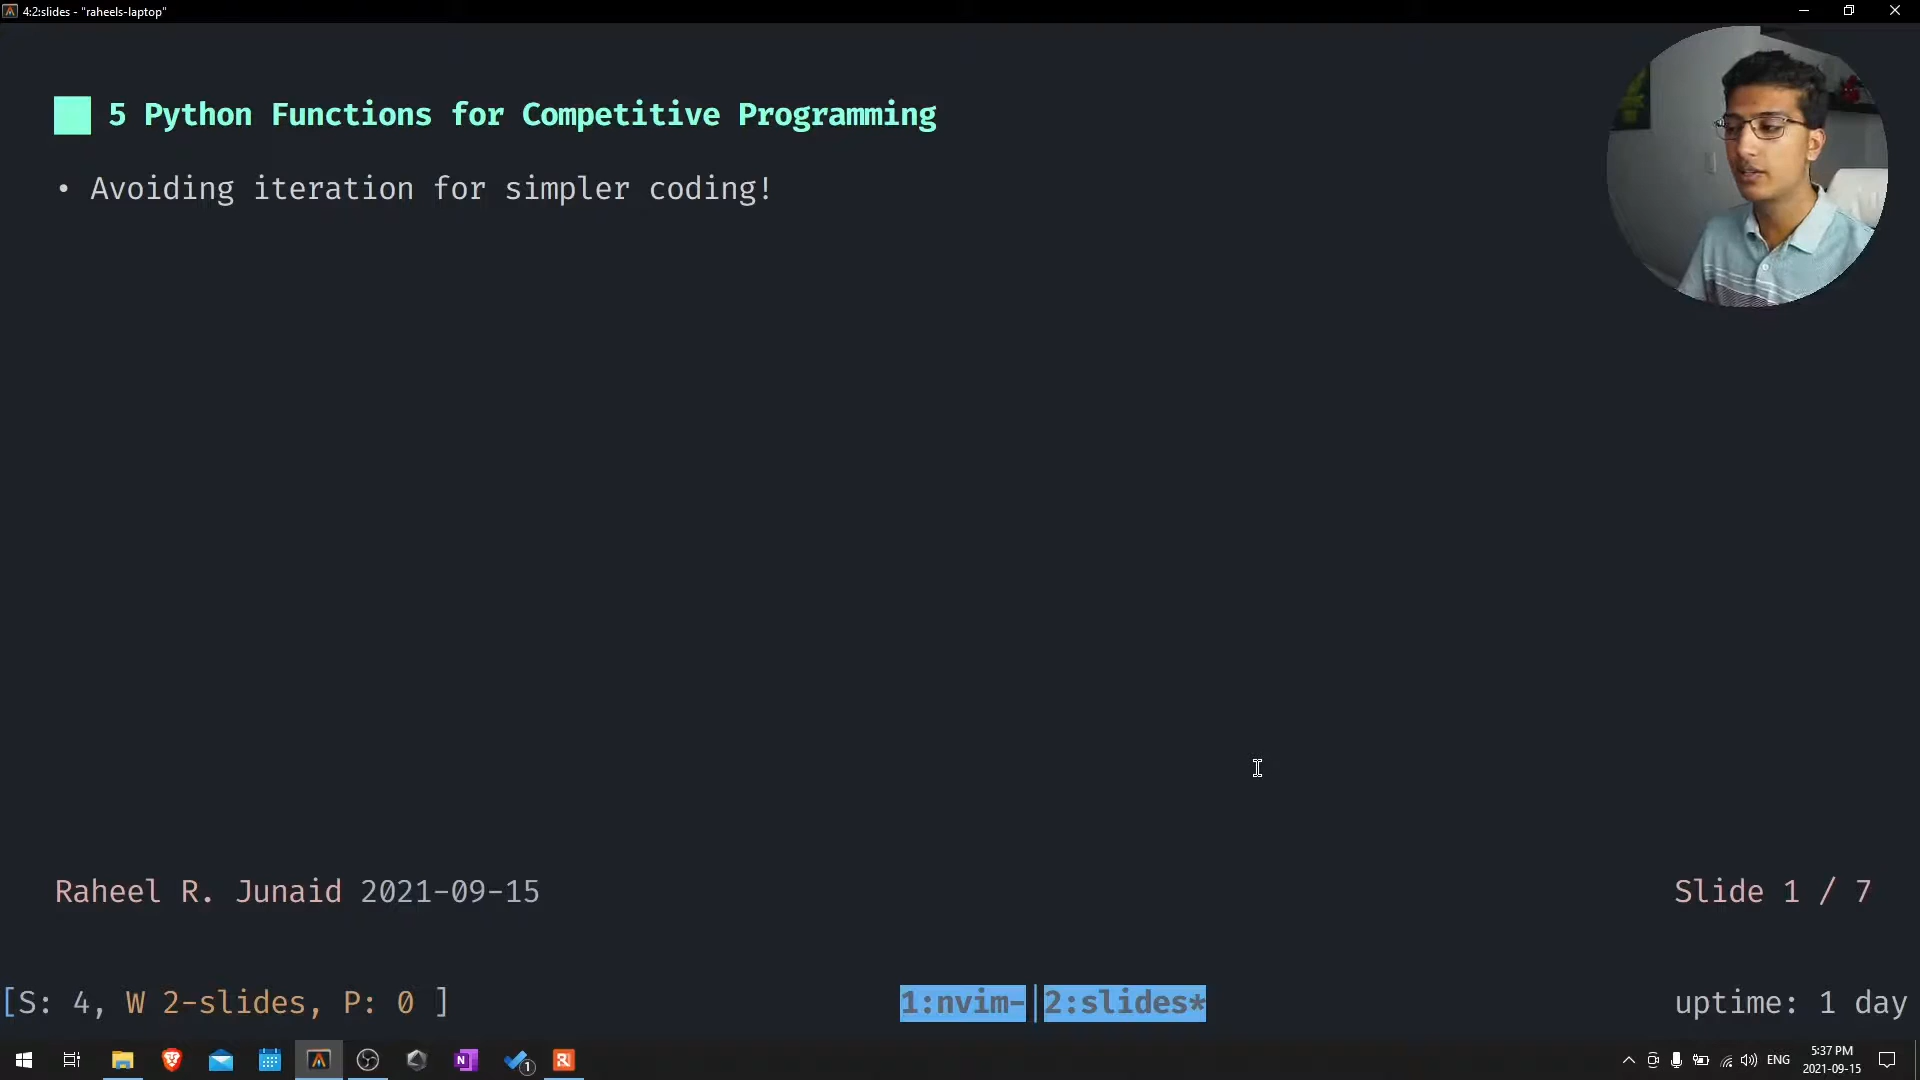 4:2:slides - "raheels-laptop"
5 Python Functions for Competitive Programming
• Avoiding iteration for simpler coding!
Raheel R. Junaid 2021-09-15
Slide 1 / 7
[S: 4, W 2-slides, P: 0 ]
1:nvim-|2:slides*
uptime: 1 day
N
1
R
ENG
5:37 PM
2021-09-15